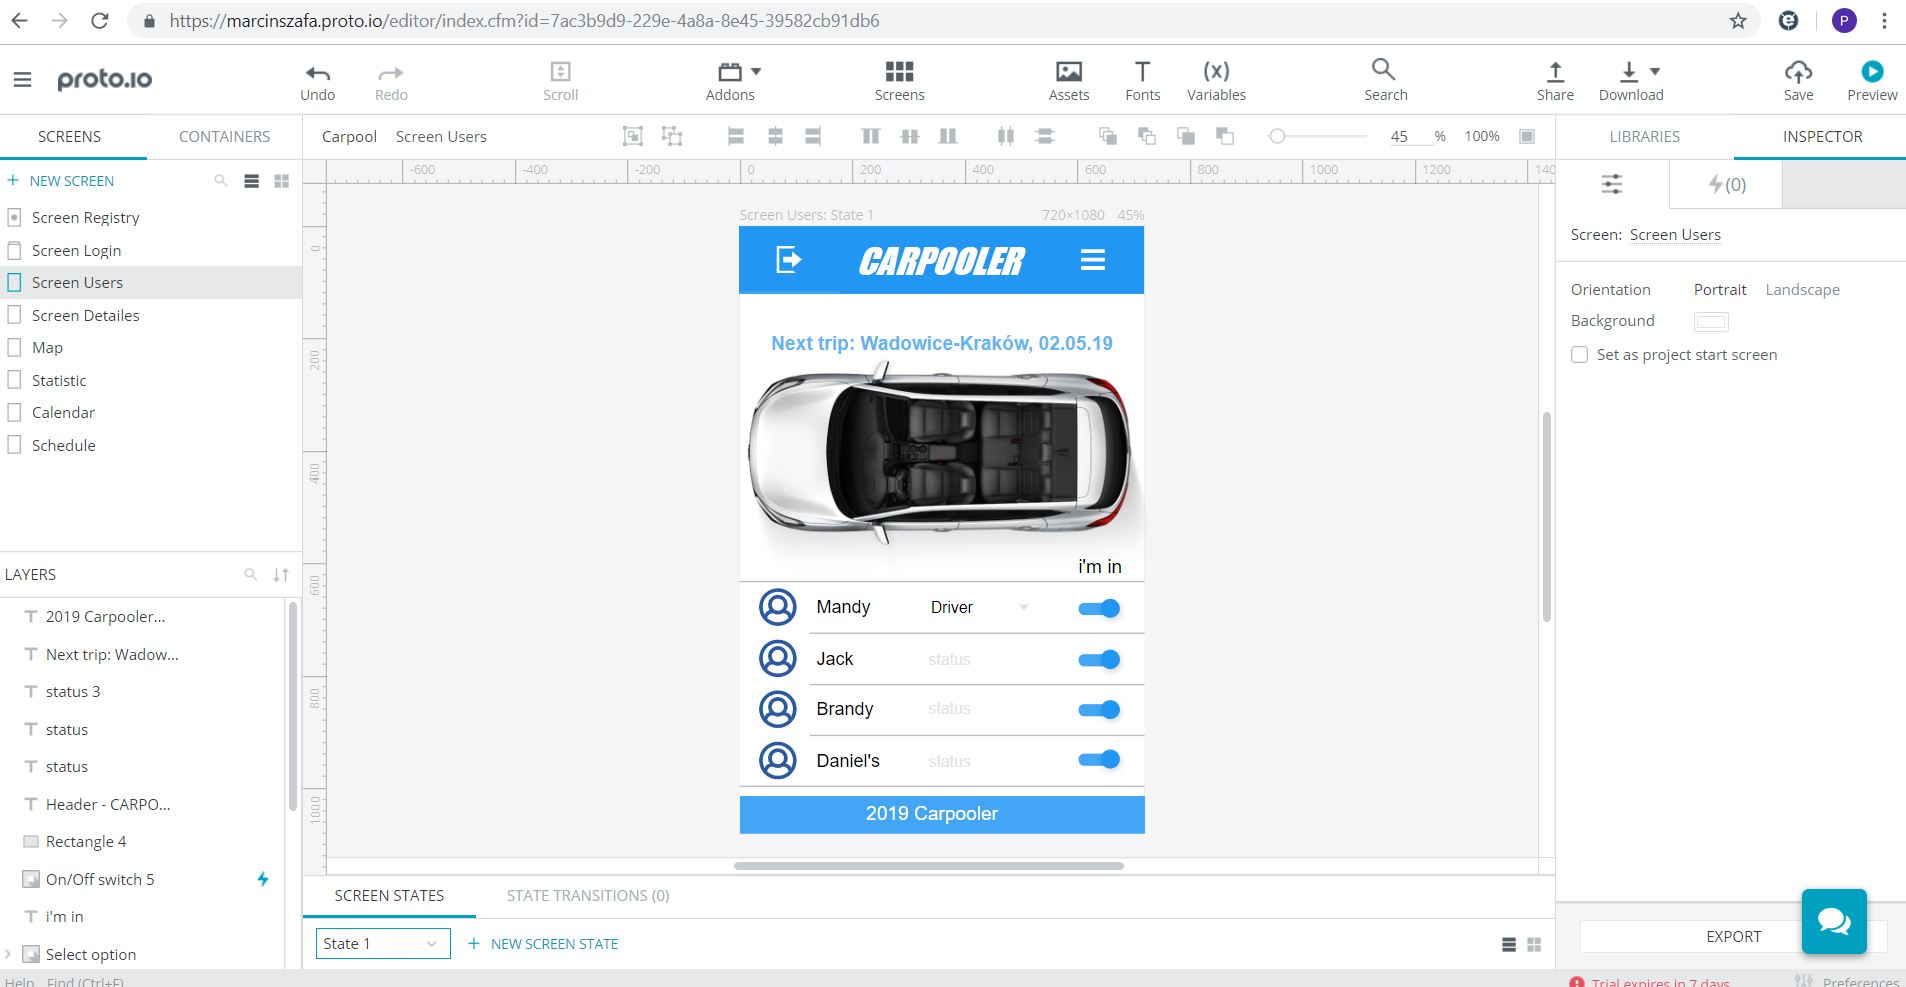 https://marcinszafa.proto.io/editor/index.cfm?id=7ac3b9d9-229e-4a8a-8e45-39582cb91db6
P
proto.io
Undo
Redo
Scroll
Addons
Screens
Assets
Fonts
(x)
Variables
Search
Share
Download
Save
Preview
SCREENS
CONTAINERS
Carpool
Screen Users
45 %
100%
LIBRARIES
INSPECTOR
+ NEW SCREEN
Screen Registry
Screen Login
Screen Users
Screen Detailes
Map
Statistic
Calendar
Schedule
LAYERS
2019 Carpooler...
Next trip: Wadow...
status 3
status
status
Header - CARPO...
Rectangle 4
On/Off switch 5
i'm in
Select option
-600
-400
-200
0
200
400
600
800
1000
1200
140
0
200
400
600
800
1000
Screen Users: State 1
720×1080 45%
CARPOOLER
Next trip: Wadowice-Kraków, 02.05.19
i'm in
Mandy Driver
Jack status
Brandy status
Daniel's status
2019 Carpooler
SCREEN STATES
STATE TRANSITIONS (0)
State 1
+ NEW SCREEN STATE
(0)
Screen: Screen Users
Orientation Portrait Landscape
Background
Set as project start screen
EXPORT
Help Find (Ctrl+F)
Trial expires in 7 days
Preferences